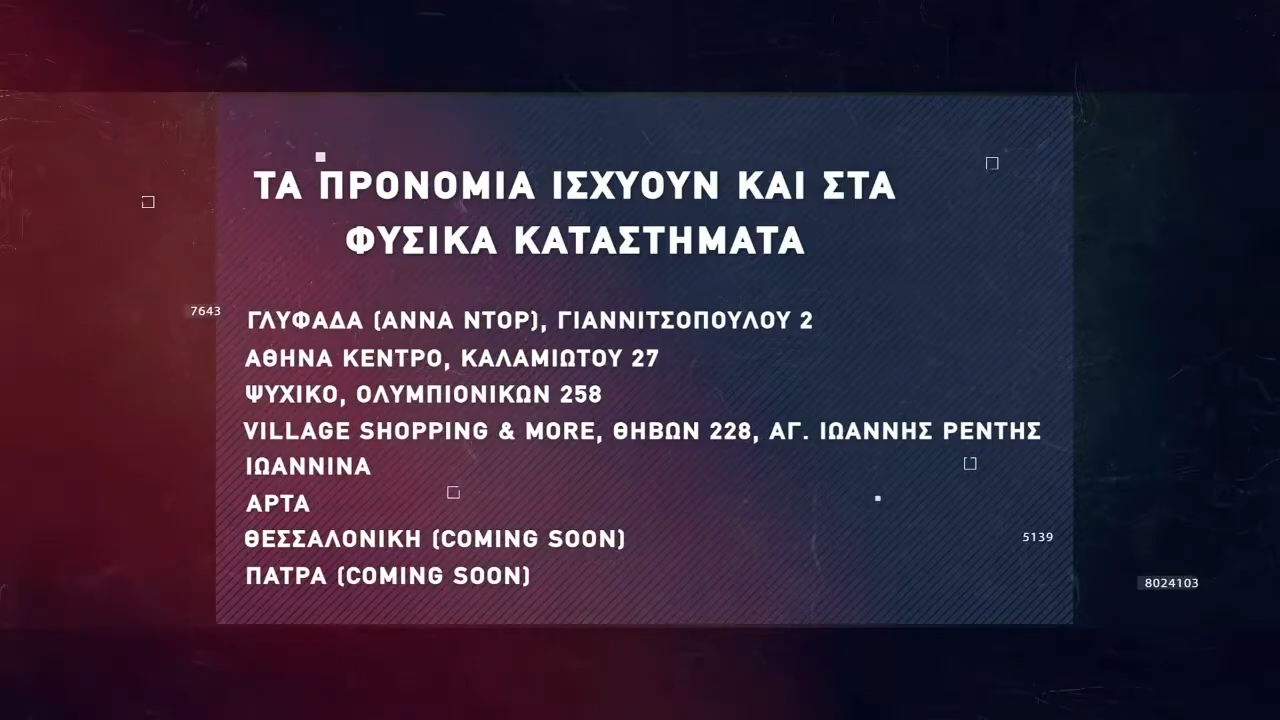 ΤΑ ΠΡΟΝΟΜΙΑ ΙΣΧΥΟΥΝ ΚΑΙ ΣΤΑ
ΦΥΣΙΚΑ ΚΑΤΑΣΤΗΜΑΤΑ
7643
ΓΛΥΦΑΔΑ (ΑΝΝΑ ΝΤΟΡ), ΓΙΑΝΝΙΤΣΟΠΟΥΛΟΥ 2
ΑΘΗΝΑ ΚΕΝΤΡΟ, ΚΑΛΑΜΙΩΤΟΥ 27
ΨΥΧΙΚΟ, ΟΛΥΜΠΙΟΝΙΚΩΝ 258
VILLAGE SHOPPING & MORE, ΘΗΒΩΝ 228, ΑΓ. ΙΩΑΝΝΗΣ ΡΕΝΤΗΣ
ΙΩΑΝΝΙΝΑ
ΑΡΤΑ
ΘΕΣΣΑΛΟΝΙΚΗ (COMING SOON)
5139
ΠΑΤΡΑ (COMING SOON)
8024103